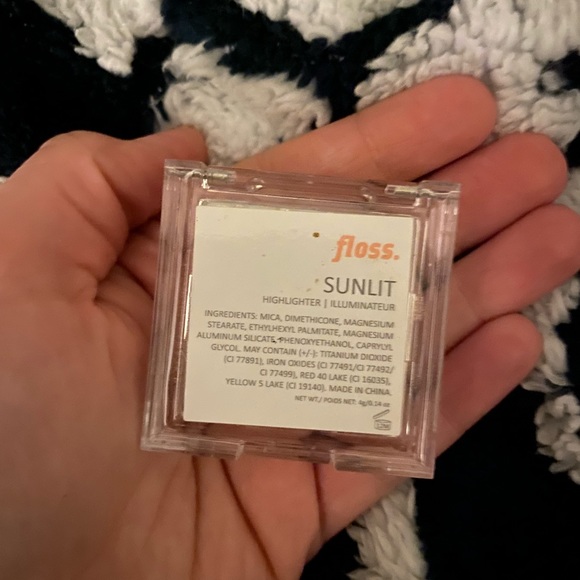 floss.
SUNLIT
HIGHLIGHTER | ILLUMINATEUR
INGREDIENTS: MICA, DIMETHICONE, MAGNESIUM
STEARATE, ETHYLHEXYL PALMITATE, MAGNESIUM
ALUMINUM SILICATE, PHENOXYETHANOL, CAPRYLYL
GLYCOL. MAY CONTAIN (+/-): TITANIUM DIOXIDE
(CI 77891), IRON OXIDES (CI 77491/CI 77492/
CI 77499), RED 40 LAKE (CI 16035),
YELLOW 5 LAKE (CI 19140). MADE IN CHINA.
NET WT./ POIDS NET: 4g/0.14 oz
12M